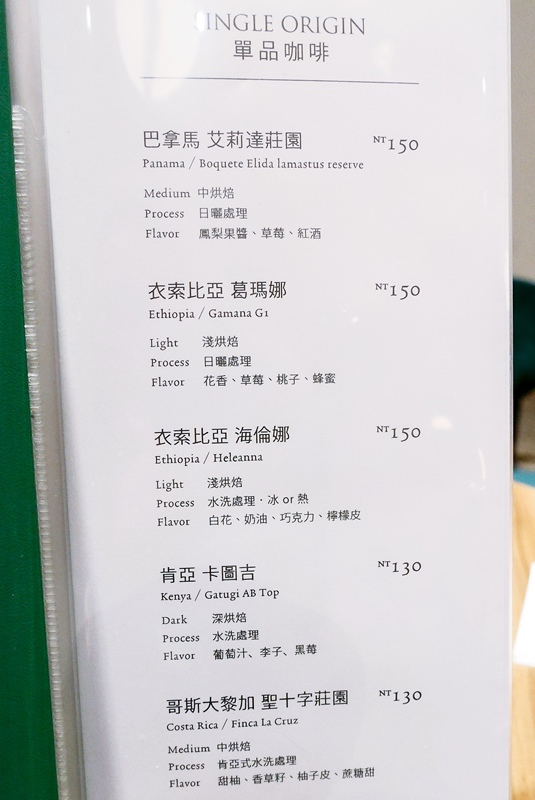 SINGLE ORIGIN
單品咖啡
巴拿馬 艾莉達莊園 NT150
Panama / Boquete Elida lamastus reserve
Medium 中烘焙
Process 日曬處理
Flavor 鳳梨果醬、草莓、紅酒
衣索比亞 葛瑪娜 NT150
Ethiopia / Gamana G1
Light 淺烘焙
Process 日曬處理
Flavor 花香、草莓、桃子、蜂蜜
衣索比亞 海倫娜 NT150
Ethiopia / Heleanna
Light 淺烘焙
Process 水洗處理．冰 or 熱
Flavor 白花、奶油、巧克力、檸檬皮
肯亞 卡圖吉 NT130
Kenya / Gatugi AB Top
Dark 深烘焙
Process 水洗處理
Flavor 葡萄汁、李子、黑莓
哥斯大黎加 聖十字莊園 NT130
Costa Rica / Finca La Cruz
Medium 中烘焙
Process 肯亞式水洗處理
Flavor 甜柚、香草籽、柚子皮、蔗糖甜